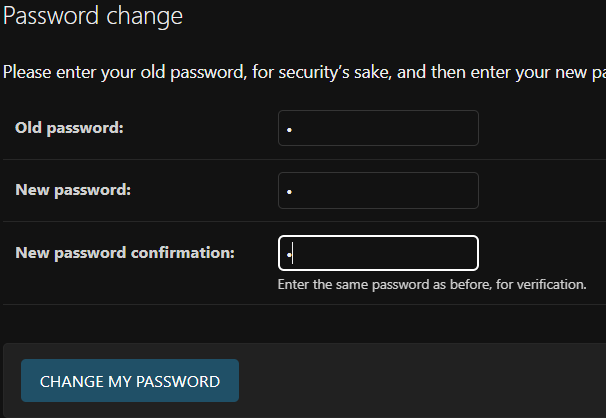 Password change
Please enter your old password, for security’s sake, and then enter your new pa
Old password:
New password:
New password confirmation:
Enter the same password as before, for verification.
CHANGE MY PASSWORD